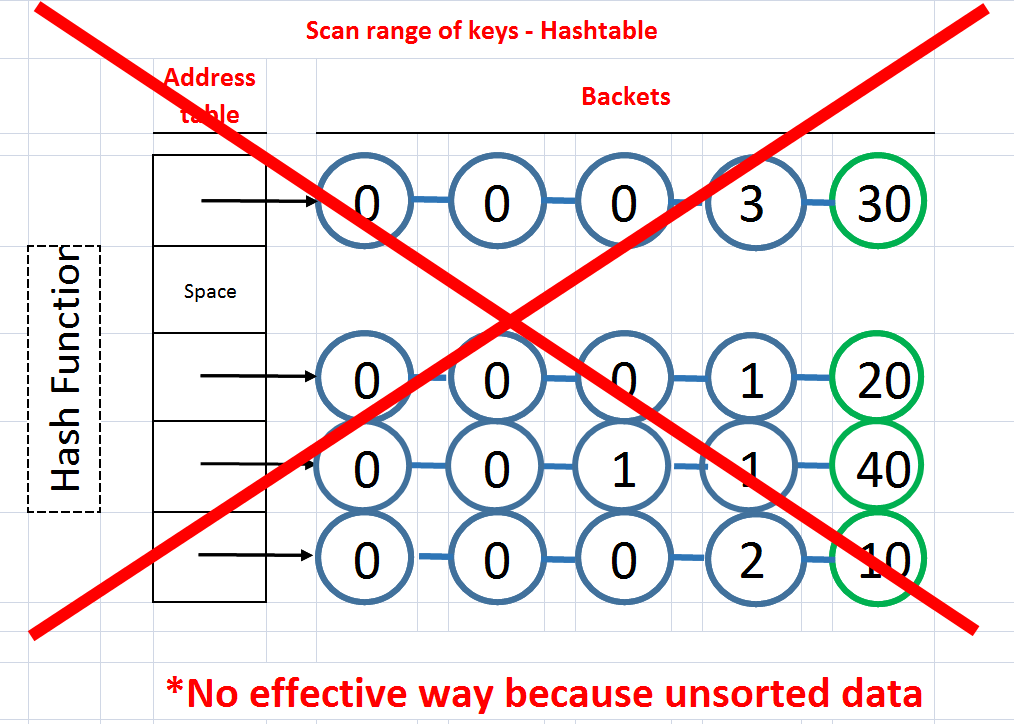 Scan range of keys - Hashtable
Address
table
Backets
0 0 0 3 30
Space
Hash Function
0 0 0 1 20
0 0 1 1 40
0 0 0 2 10
*No effective way because unsorted data